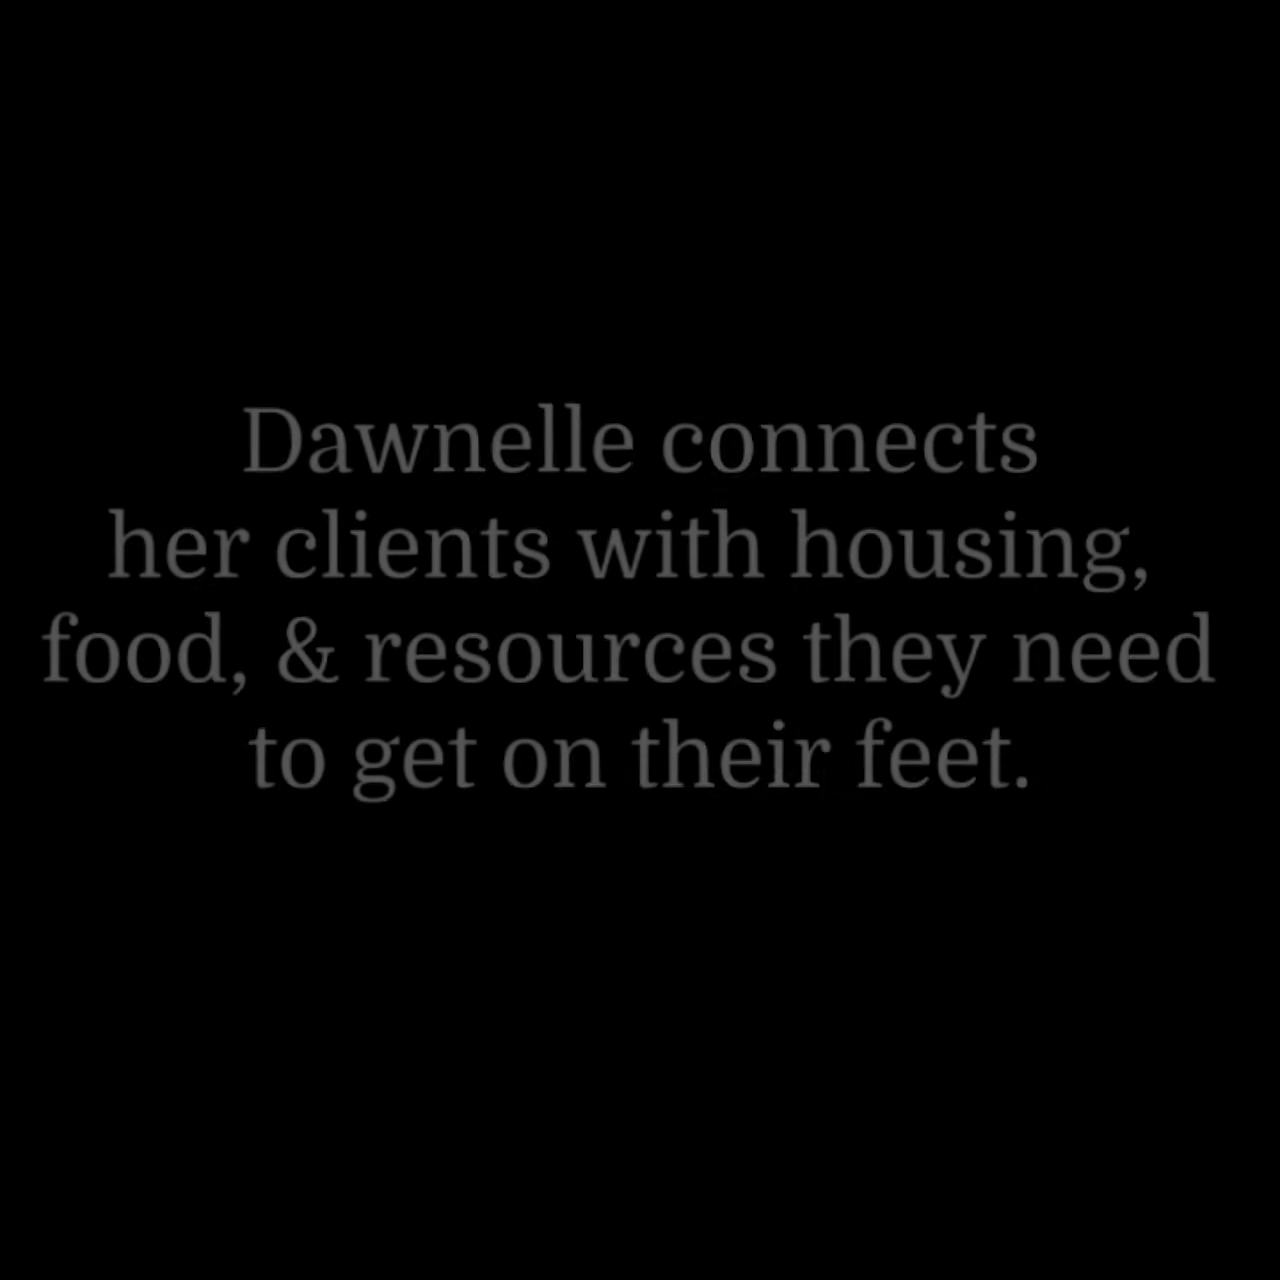 Dawnelle connects
her clients with housing,
food, & resources they need
to get on their feet.